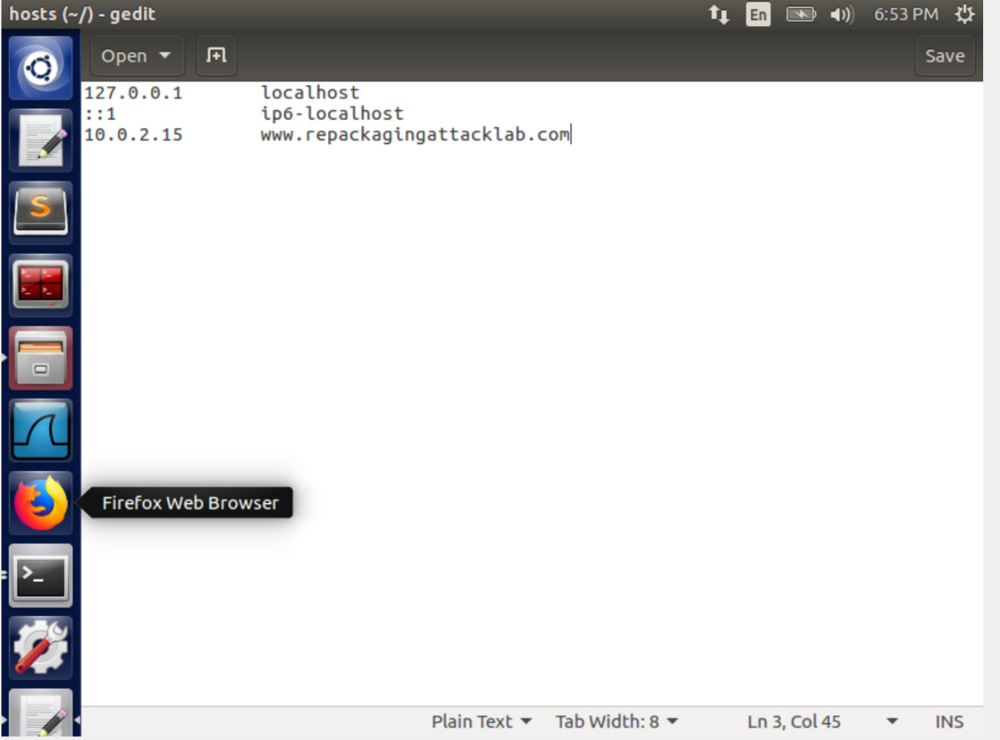 hosts (~/) - gedit
En
6:53 PM
Open
Save
127.0.0.1 localhost
::1 ip6-localhost
10.0.2.15 www.repackagingattacklab.com
S
Firefox Web Browser
>_
Plain Text
Tab Width: 8
Ln 3, Col 45
INS